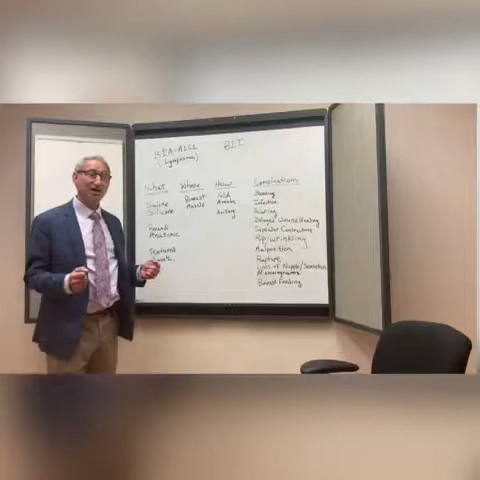 BIA-ALCL
(Lymphoma)
BII
What
Where
How
Complications
Saline
Silicone
Round
Anatomic
Textured
Smooth
Breast
Muscle
Fold
Areola
Axillary
Bleeding
Infection
Scarring
Delayed Wound Healing
Capsular Contracture
Rip/wrinkling
Malposition
Rupture
Loss of Nipple/Sensation
Mammograms
Breast Feeding